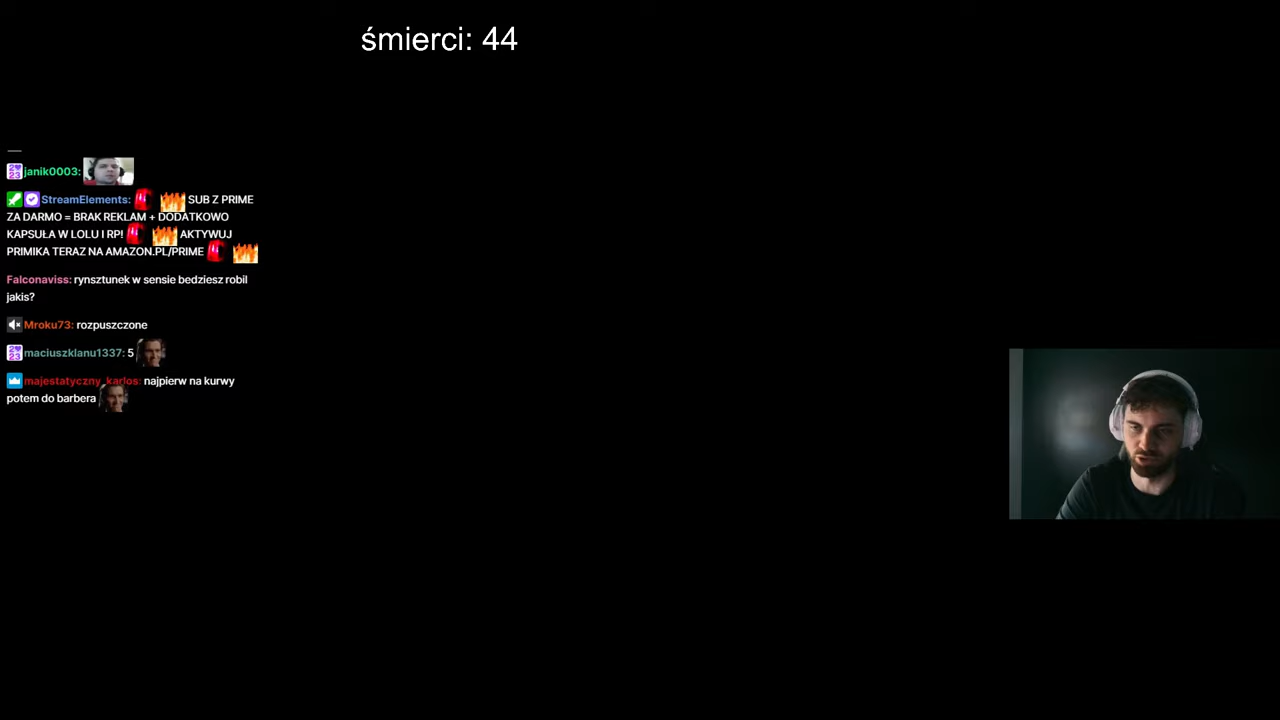 śmierci: 44
janik0003:
StreamElements: SUB Z PRIME
ZA DARMO = BRAK REKLAM + DODATKOWO
KAPSUŁA W LOLU I RP! AKTYWUJ
PRIMIKA TERAZ NA AMAZON.PL/PRIME
Falconaviss: rynsztunek w sensie bedziesz robil
jakis?
Mroku73: rozpuszczone
maciuszklanu1337: 5
majestatyczny_karlos: najpierw na kurwy
potem do barbera